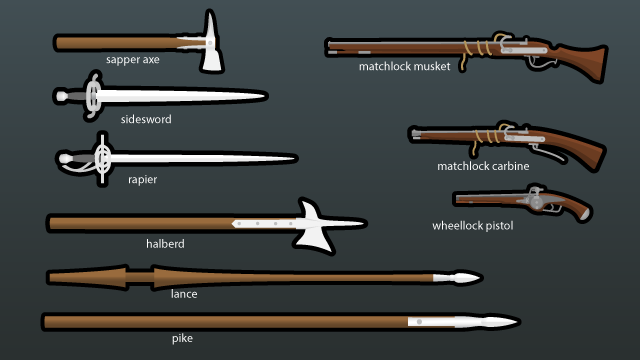 sapper axe
sidesword
rapier
halberd
lance
pike
matchlock musket
matchlock carbine
wheellock pistol